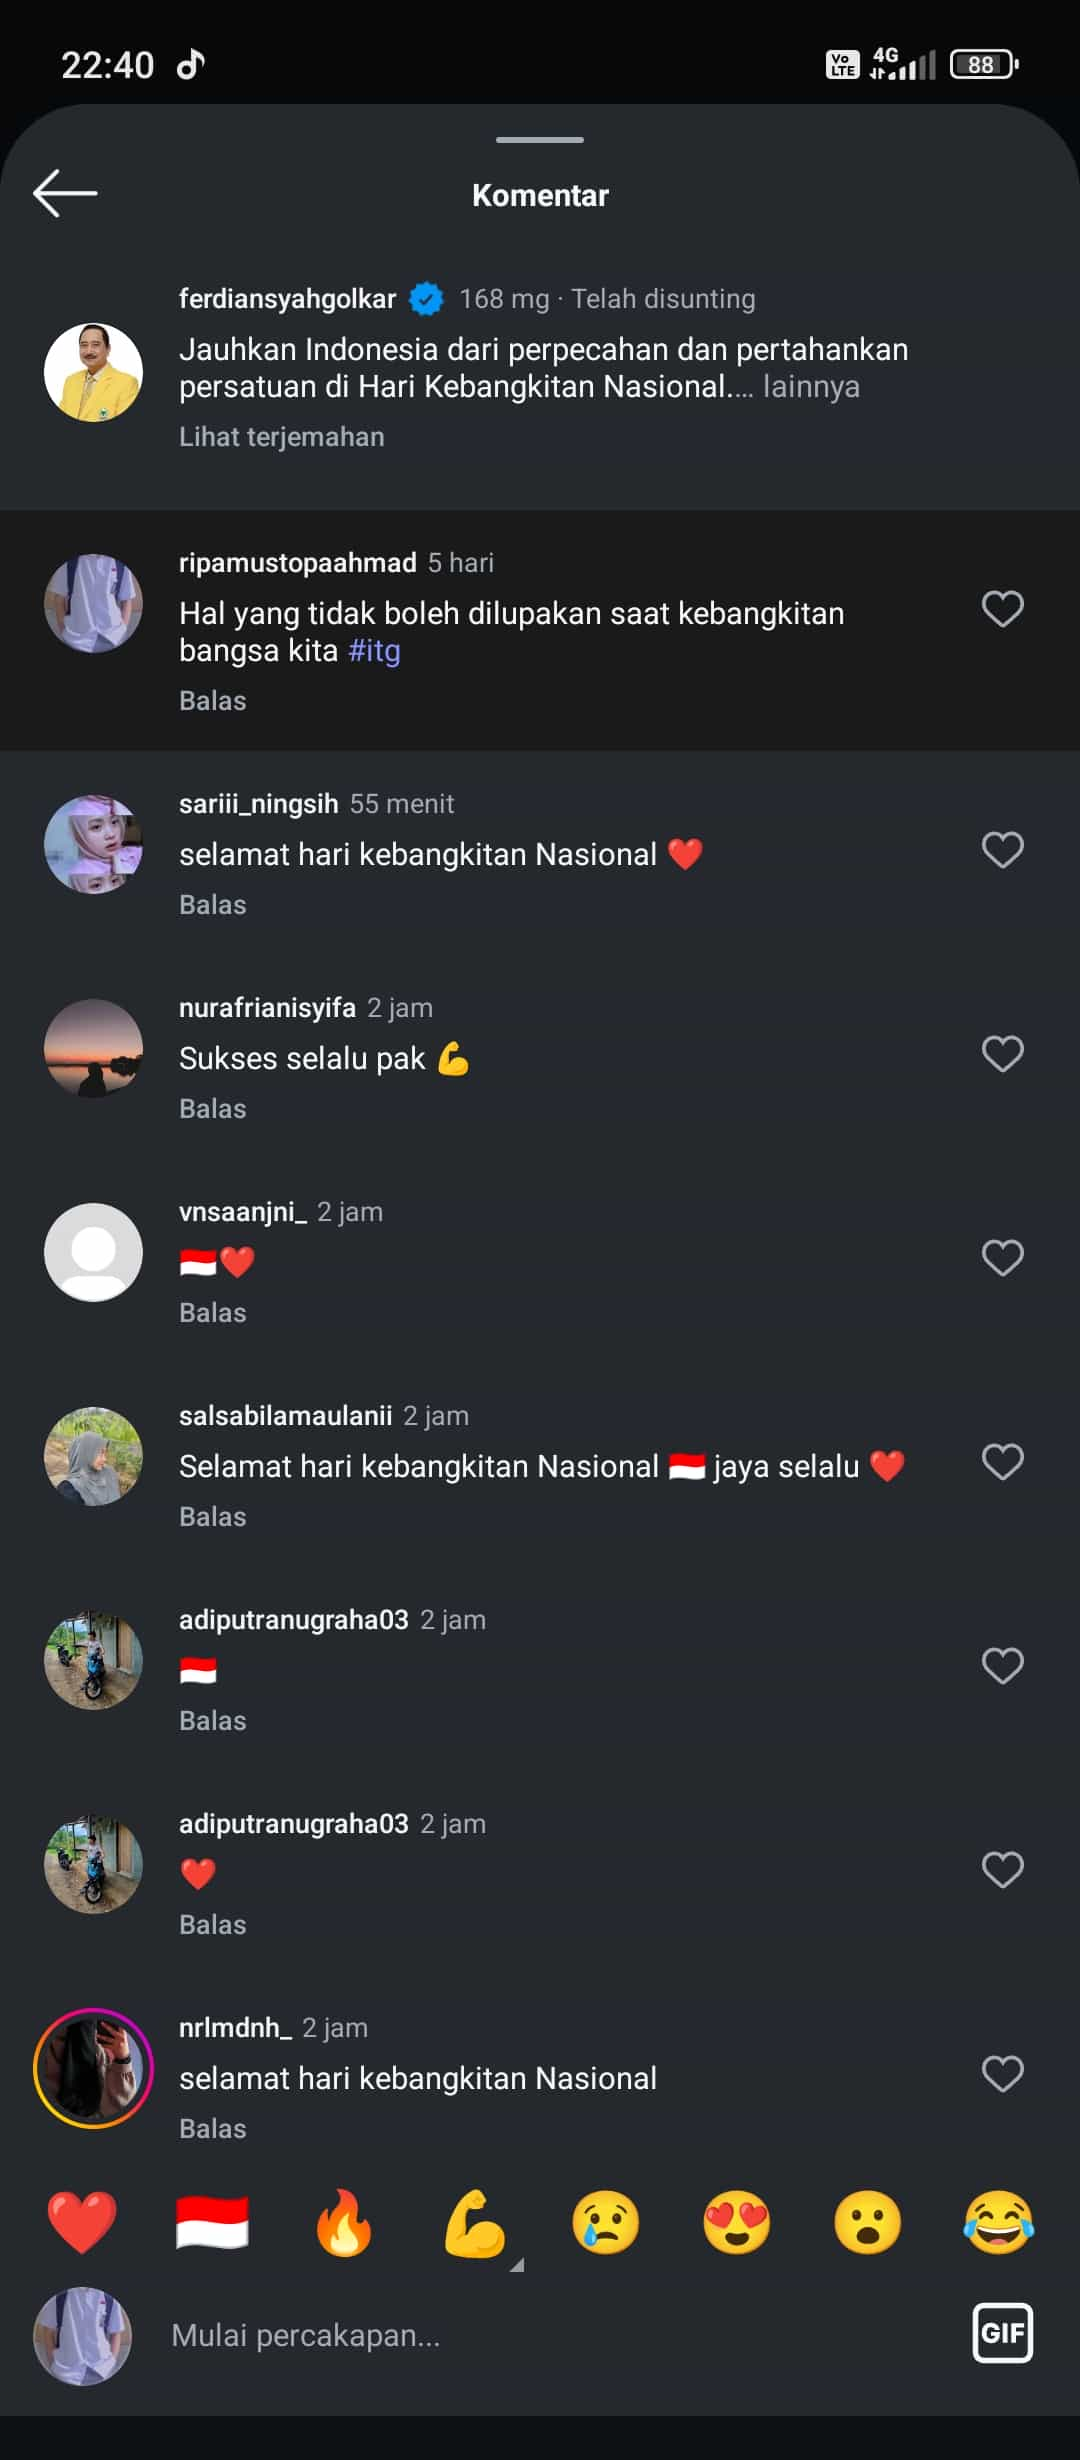 22:40
Vo LTE 4G 88
Komentar
ferdiansyahgolkar 168 mg · Telah disunting
Jauhkan Indonesia dari perpecahan dan pertahankan
persatuan di Hari Kebangkitan Nasional.... lainnya
Lihat terjemahan
ripamustopaahmad 5 hari
Hal yang tidak boleh dilupakan saat kebangkitan
bangsa kita #itg
Balas
sariii_ningsih 55 menit
selamat hari kebangkitan Nasional ❤️
Balas
nurafrianisyifa 2 jam
Sukses selalu pak 💪
Balas
vnsaanjni_ 2 jam
🇮🇩❤️
Balas
salsabilamaulanii 2 jam
Selamat hari kebangkitan Nasional 🇮🇩 jaya selalu ❤️
Balas
adiputranugraha03 2 jam
🇮🇩
Balas
adiputranugraha03 2 jam
❤️
Balas
nrlmdnh_ 2 jam
selamat hari kebangkitan Nasional
Balas
❤️ 🇮🇩 🔥 💪 😢 😍 😮 😂
Mulai percakapan...
GIF